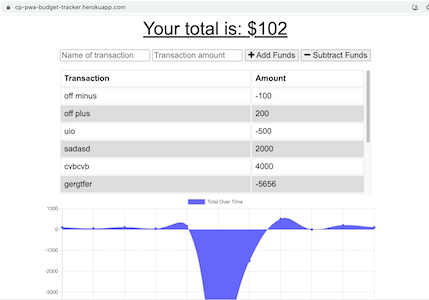 cp-pwa-budget-tracker.herokuapp.com
Your total is: $102
Name of transaction Transaction amount + Add Funds − Subtract Funds
Transaction Amount
off minus -100
off plus 200
uio -500
sadasd 2000
cvbcvb 4000
gergtfer -5656
Total Over Time
1000
0
-1000
-2000
-3000